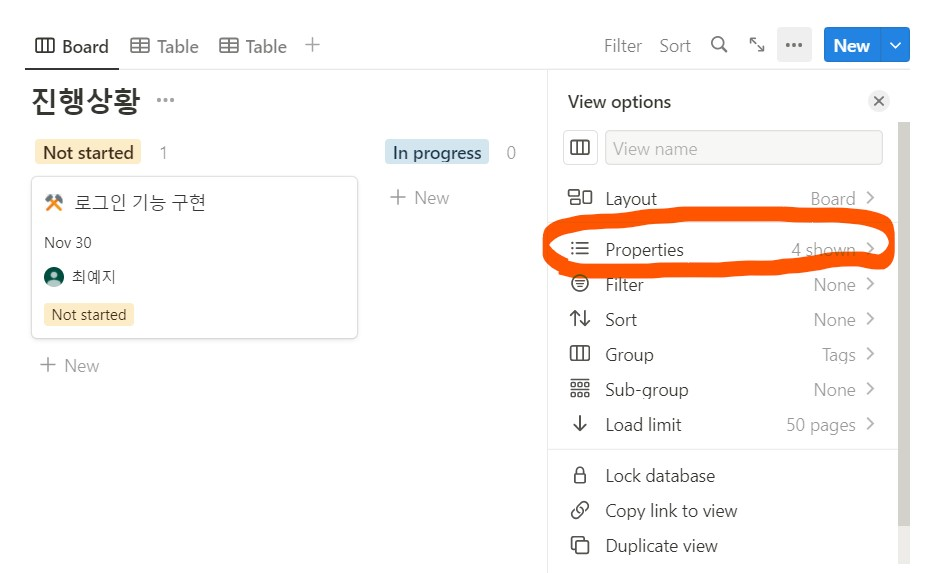 Board Table Table Filter Sort New
진행상황
Not started 1 In progress 0
로그인 기능 구현
Nov 30
최예지
Not started
New
New
View options
View name
Layout Board
Properties 4 shown
Filter None
Sort None
Group Tags
Sub-group None
Load limit 50 pages
Lock database
Copy link to view
Duplicate view